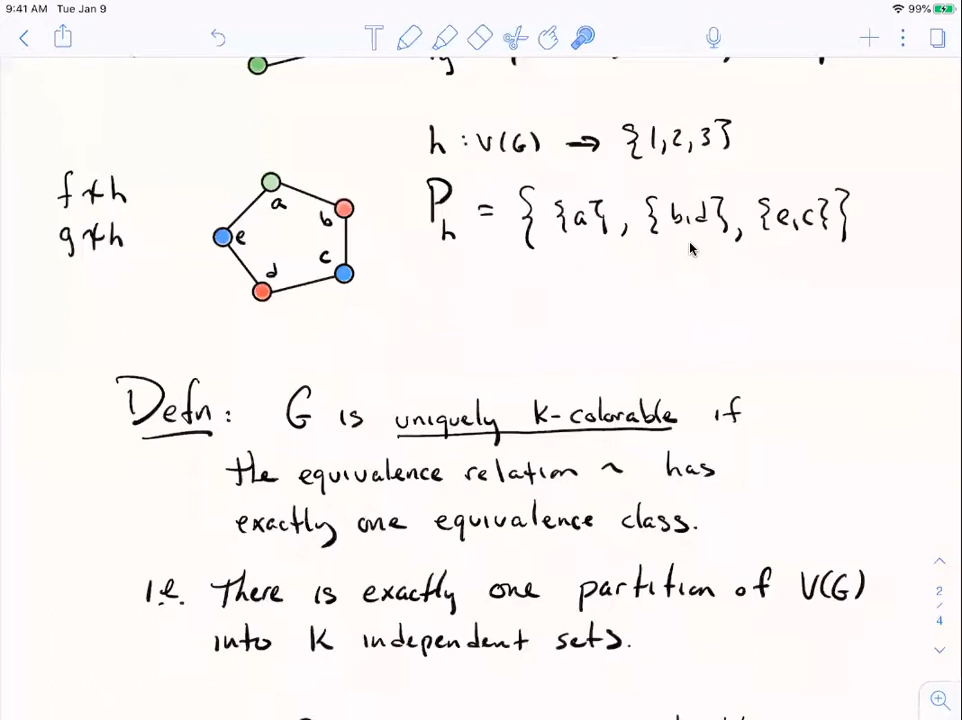 9:41 AM Tue Jan 9
99%
h : V(G) → {1,2,3}
f ≁ h
g ≁ h
P_h = { {a}, {b,d}, {e,c} }
a
b
e
c
d
Defn: G is uniquely k-colorable if
the equivalence relation ~ has
exactly one equivalence class.
I.e. There is exactly one partition of V(G)
into k independent sets.
2
/
4